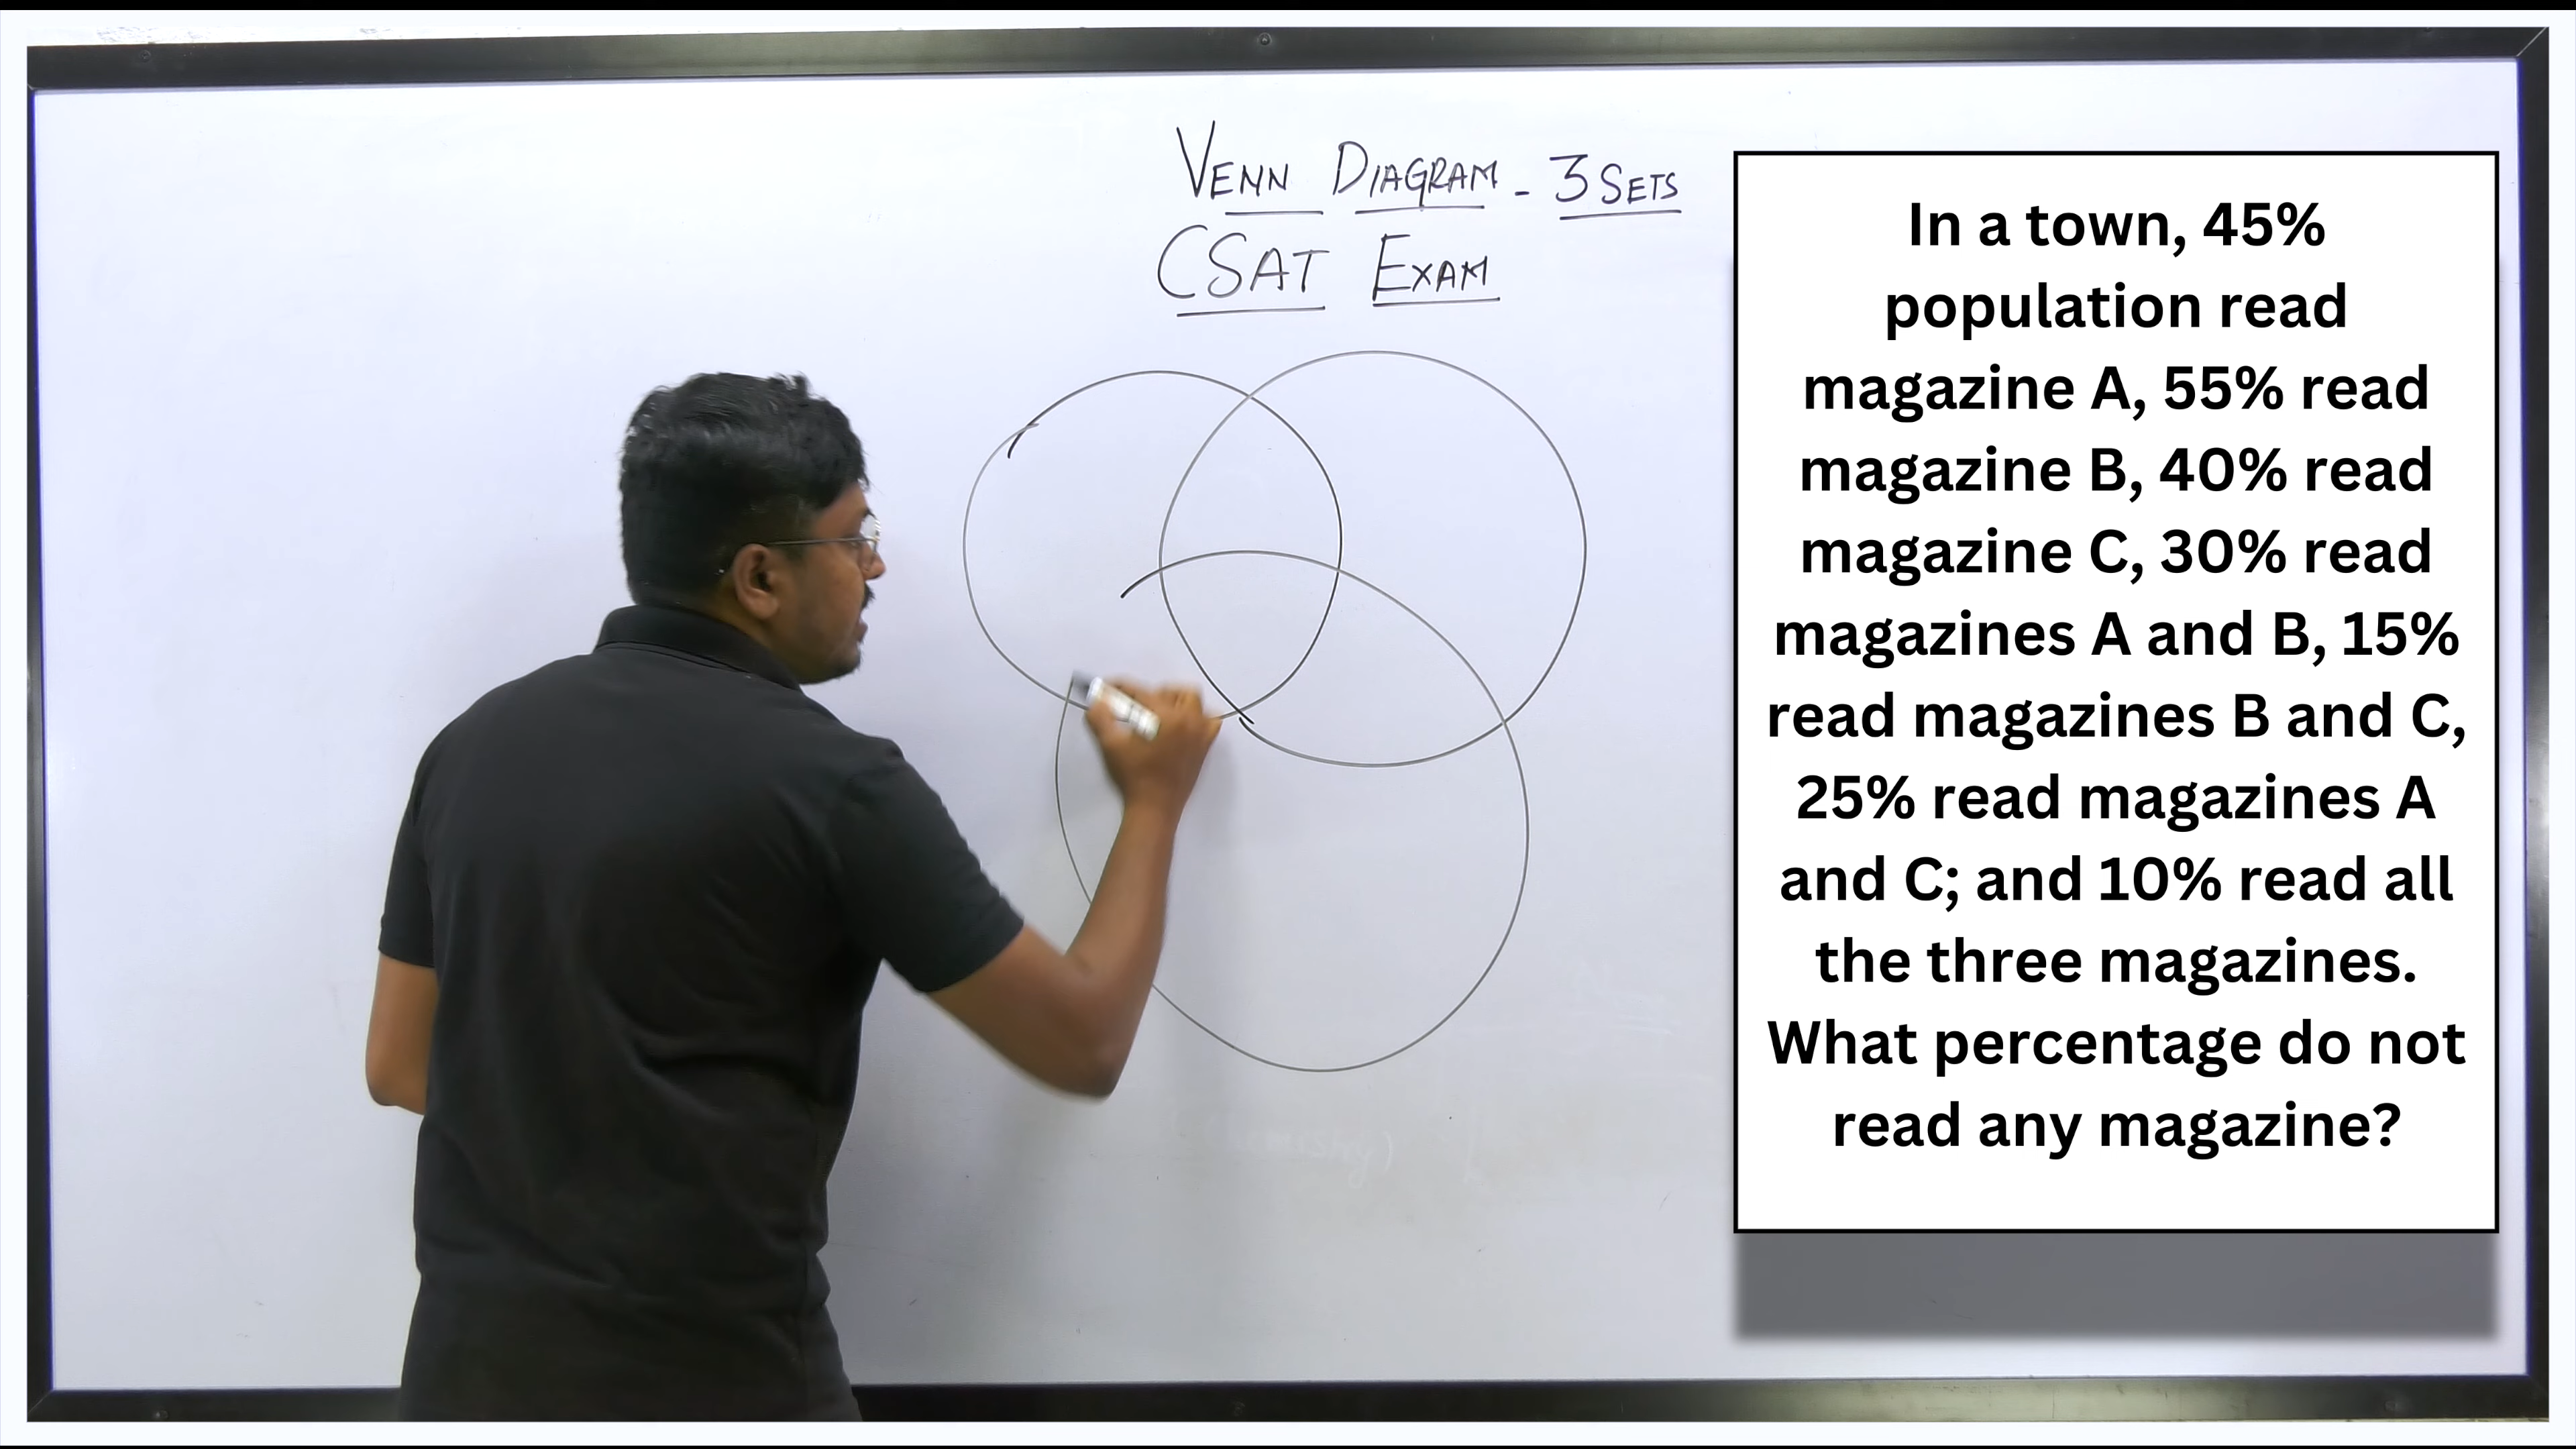 VENN DIAGRAM - 3 SETS
CSAT EXAM
In a town, 45%
population read
magazine A, 55% read
magazine B, 40% read
magazine C, 30% read
magazines A and B, 15%
read magazines B and C,
25% read magazines A
and C; and 10% read all
the three magazines.
What percentage do not
read any magazine?